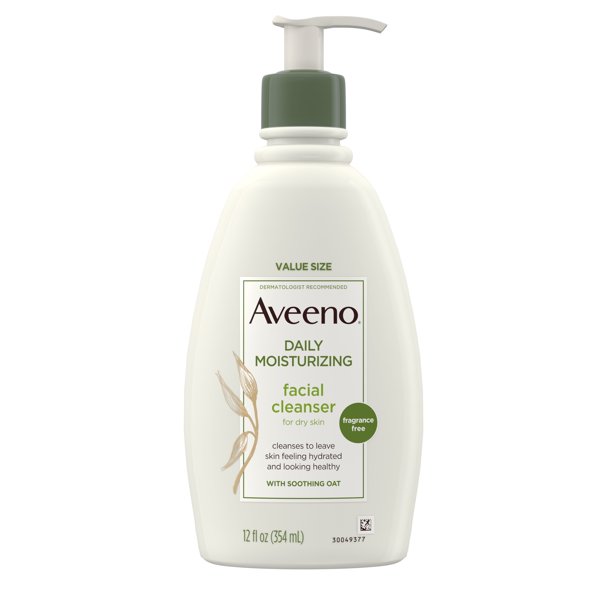 VALUE SIZE
DERMATOLOGIST RECOMMENDED
Aveeno®
DAILY
MOISTURIZING
facial
cleanser
for dry skin
fragrance
free
cleanses to leave
skin feeling hydrated
and looking healthy
WITH SOOTHING OAT
12 fl oz (354 mL)
30049377